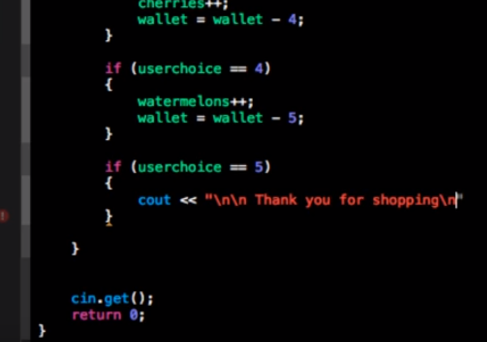 cherries++;
wallet = wallet - 4;
}
if (userchoice == 4)
{
watermelons++;
wallet = wallet - 5;
}
if (userchoice == 5)
{
cout << "\n\n Thank you for shopping\n"
}
}
cin.get();
return 0;
}